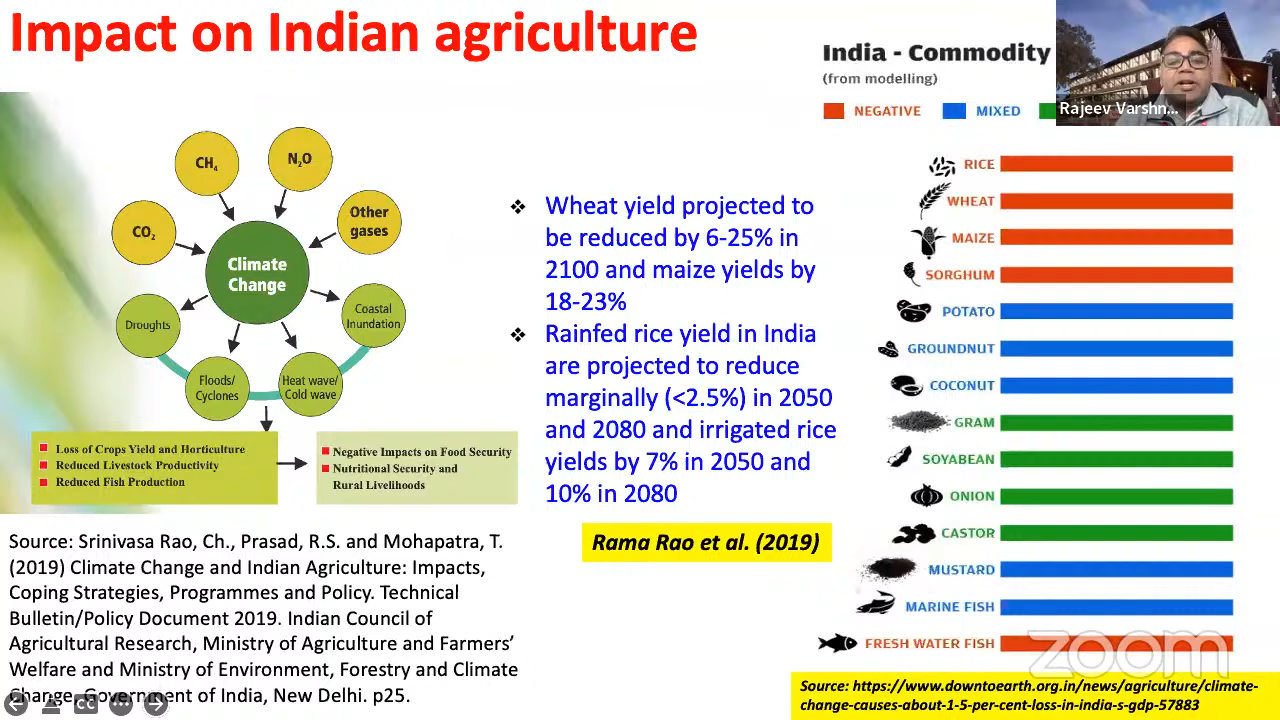 Impact on Indian agriculture
CH₄
N₂O
CO₂
Other
gases
Climate
Change
Droughts
Coastal
Inundation
Floods/
Cyclones
Heat wave/
Cold wave
Loss of Crops Yield and Horticulture
Reduced Livestock Productivity
Reduced Fish Production
Negative Impacts on Food Security
Nutritional Security and
Rural Livelihoods
Source: Srinivasa Rao, Ch., Prasad, R.S. and Mohapatra, T.
(2019) Climate Change and Indian Agriculture: Impacts,
Coping Strategies, Programmes and Policy. Technical
Bulletin/Policy Document 2019. Indian Council of
Agricultural Research, Ministry of Agriculture and Farmers’
Welfare and Ministry of Environment, Forestry and Climate
Change, Government of India, New Delhi. p25.
CC
Wheat yield projected to
be reduced by 6-25% in
2100 and maize yields by
18-23%
Rainfed rice yield in India
are projected to reduce
marginally (<2.5%) in 2050
and 2080 and irrigated rice
yields by 7% in 2050 and
10% in 2080
Rama Rao et al. (2019)
India - Commodity
(from modelling)
NEGATIVE MIXED
Rajeev Varshn...
RICE
WHEAT
MAIZE
SORGHUM
POTATO
GROUNDNUT
COCONUT
GRAM
SOYABEAN
ONION
CASTOR
MUSTARD
MARINE FISH
FRESH WATER FISH
zoom
Source: https://www.downtoearth.org.in/news/agriculture/climate-
change-causes-about-1-5-per-cent-loss-in-india-s-gdp-57883